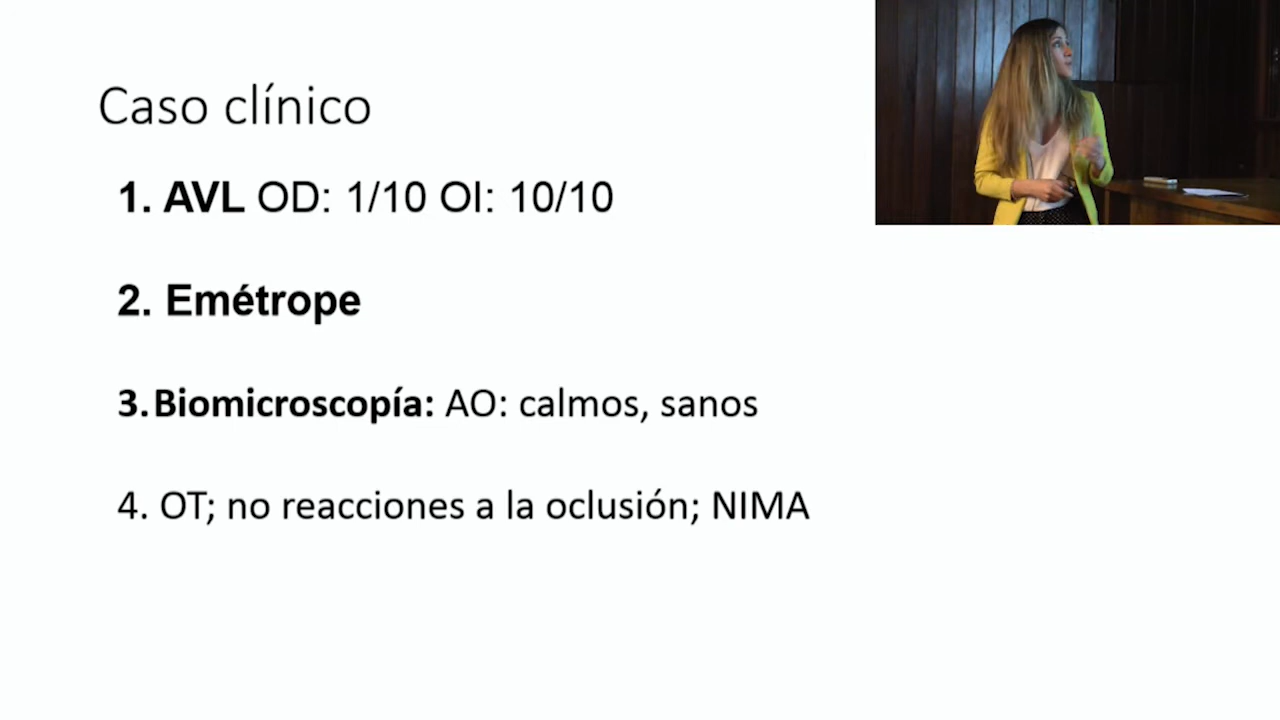 Caso clínico
1. AVL OD: 1/10 OI: 10/10
2. Emétrope
3. Biomicroscopía: AO: calmos, sanos
4. OT; no reacciones a la oclusión; NIMA